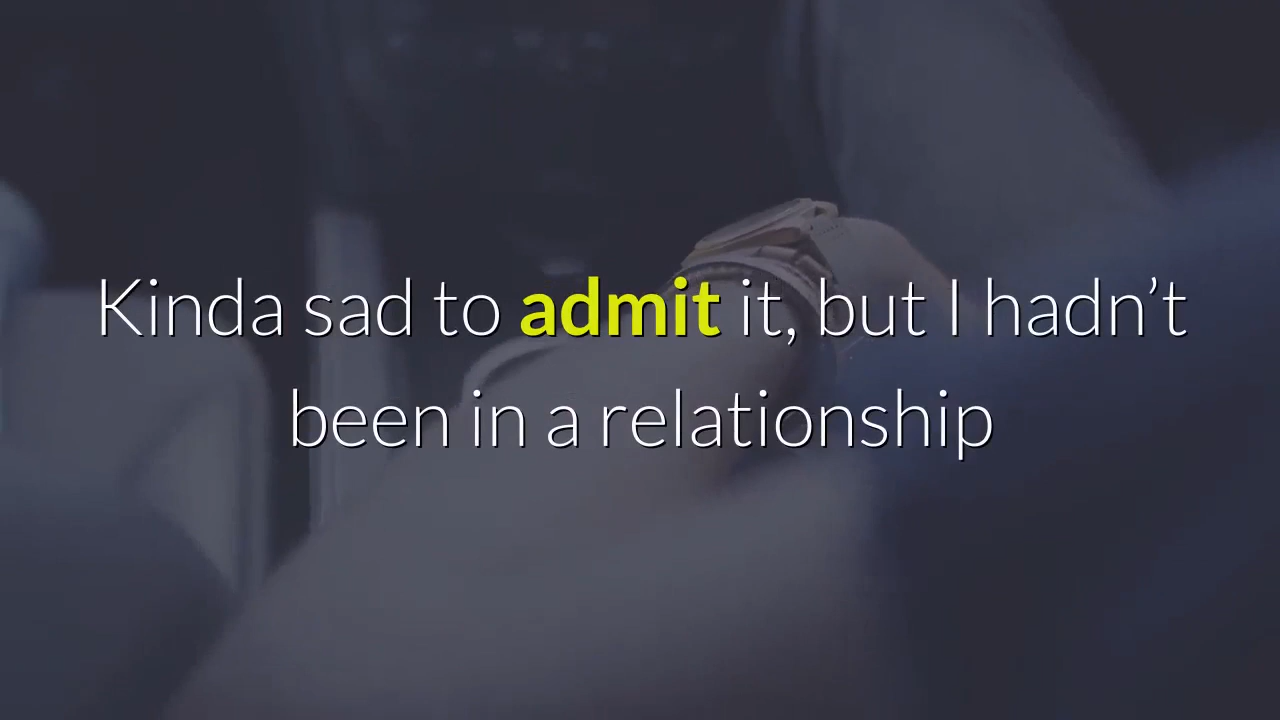 Kinda sad to admit it, but I hadn’t
been in a relationship